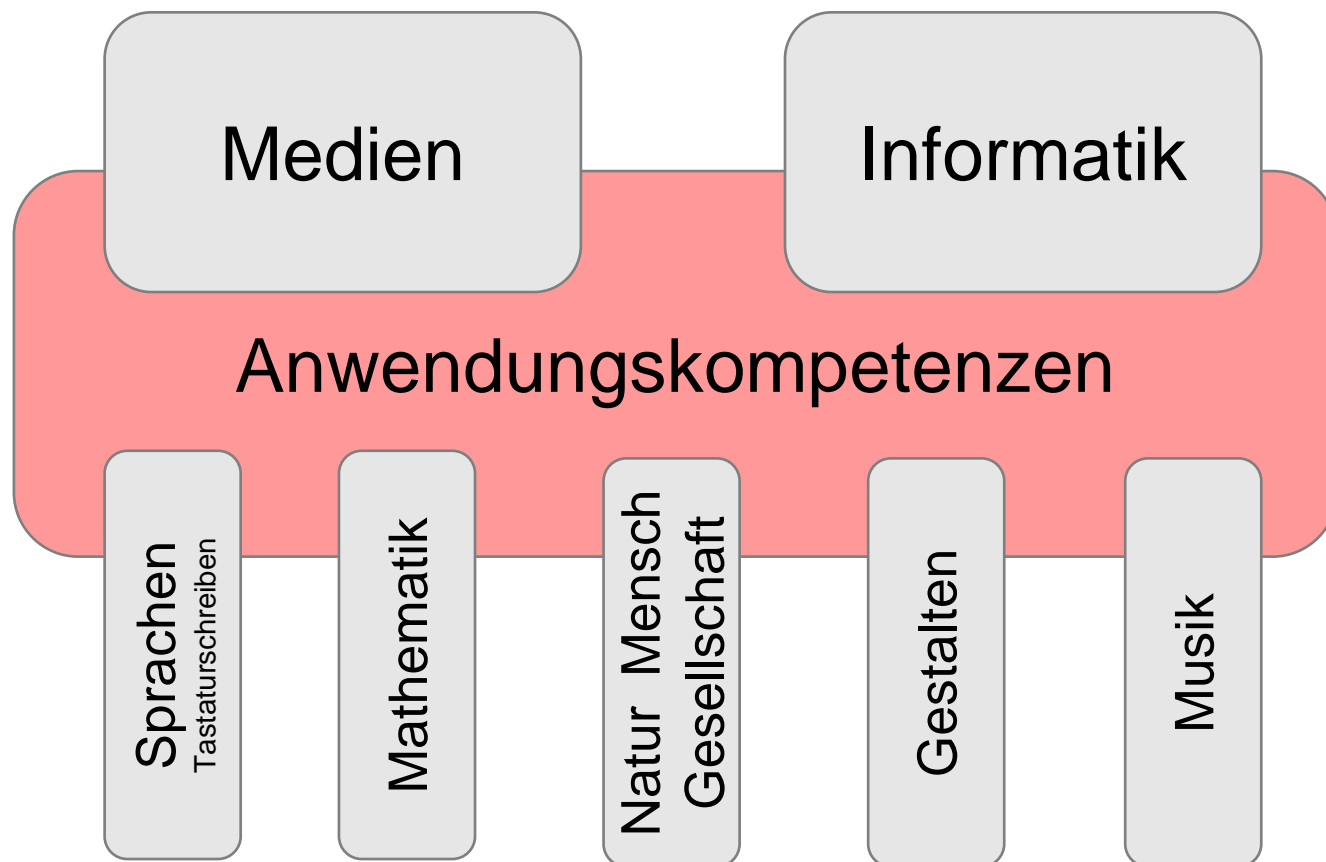 Medien
Informatik
Anwendungskompetenzen
Sprachen
Tastaturschreiben
Mathematik
Natur Mensch
Gesellschaft
Gestalten
Musik